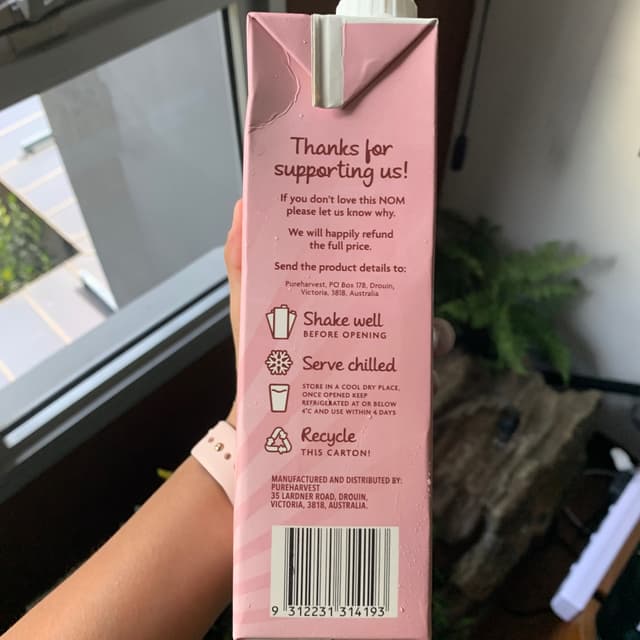 Thanks for
supporting us!
If you don't love this NOM
please let us know why.
We will happily refund
the full price.
Send the product details to:
Pureharvest, PO Box 178, Drouin,
Victoria, 3818, Australia
Shake well
BEFORE OPENING
Serve chilled
STORE IN A COOL DRY PLACE,
ONCE OPENED KEEP
REFRIGERATED AT OR BELOW
4°C AND USE WITHIN 4 DAYS
Recycle
THIS CARTON!
MANUFACTURED AND DISTRIBUTED BY:
PUREHARVEST
35 LARDNER ROAD, DROUIN,
VICTORIA, 3818, AUSTRALIA.
9 312231 314193